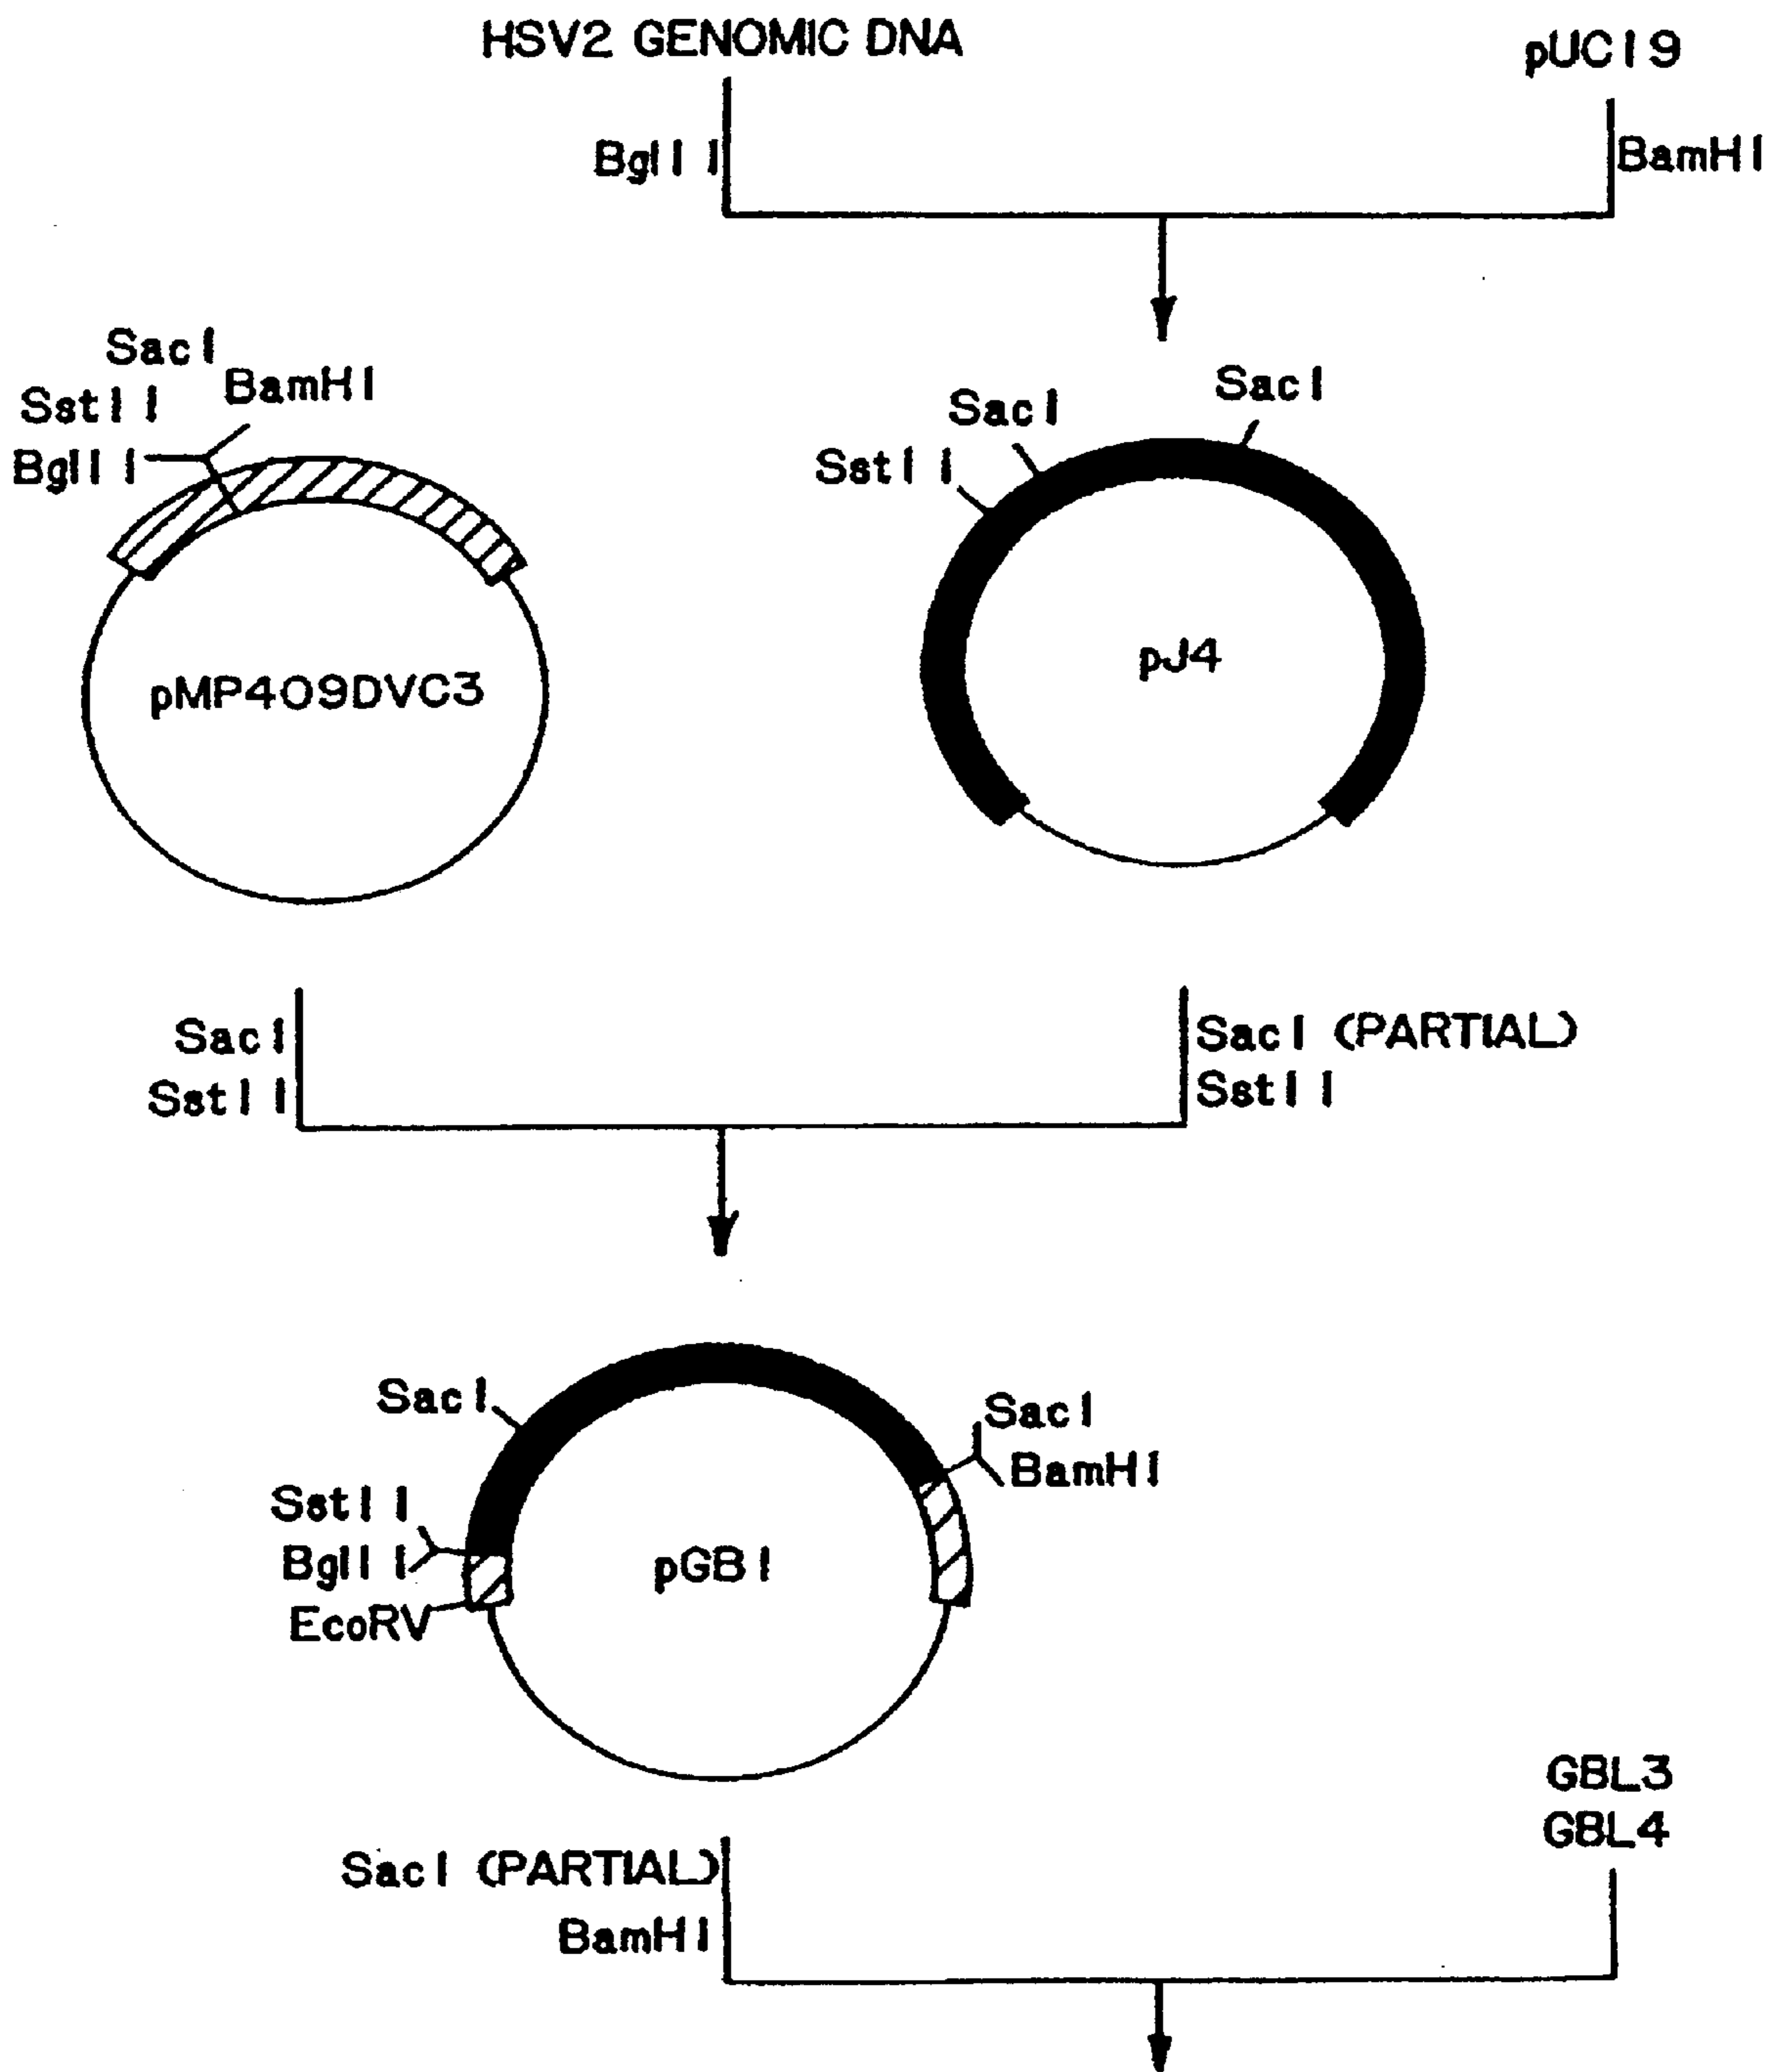 HSV2 GENOMIC DNA
pUC19
BglII
BamHI
SacI
SstII
BamHI
BglII
SacI
SacI
SstII
pMP409DVC3
pJ4
SacI
SstII
SacI (PARTIAL)
SstII
SacI
SacI
BamHI
SstII
BglII
EcoRV
pGB1
GBL3
GBL4
SacI (PARTIAL)
BamHI